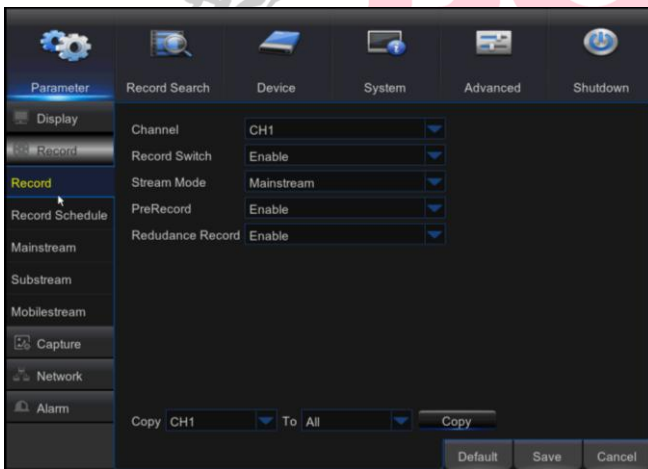 Parameter Record Search Device System Advanced Shutdown
Display
Record
Record
Record Schedule
Mainstream
Substream
Mobilestream
Capture
Network
Alarm
Channel CH1
Record Switch Enable
Stream Mode Mainstream
PreRecord Enable
Redudance Record Enable
Copy CH1 To All Copy
Default Save Cancel